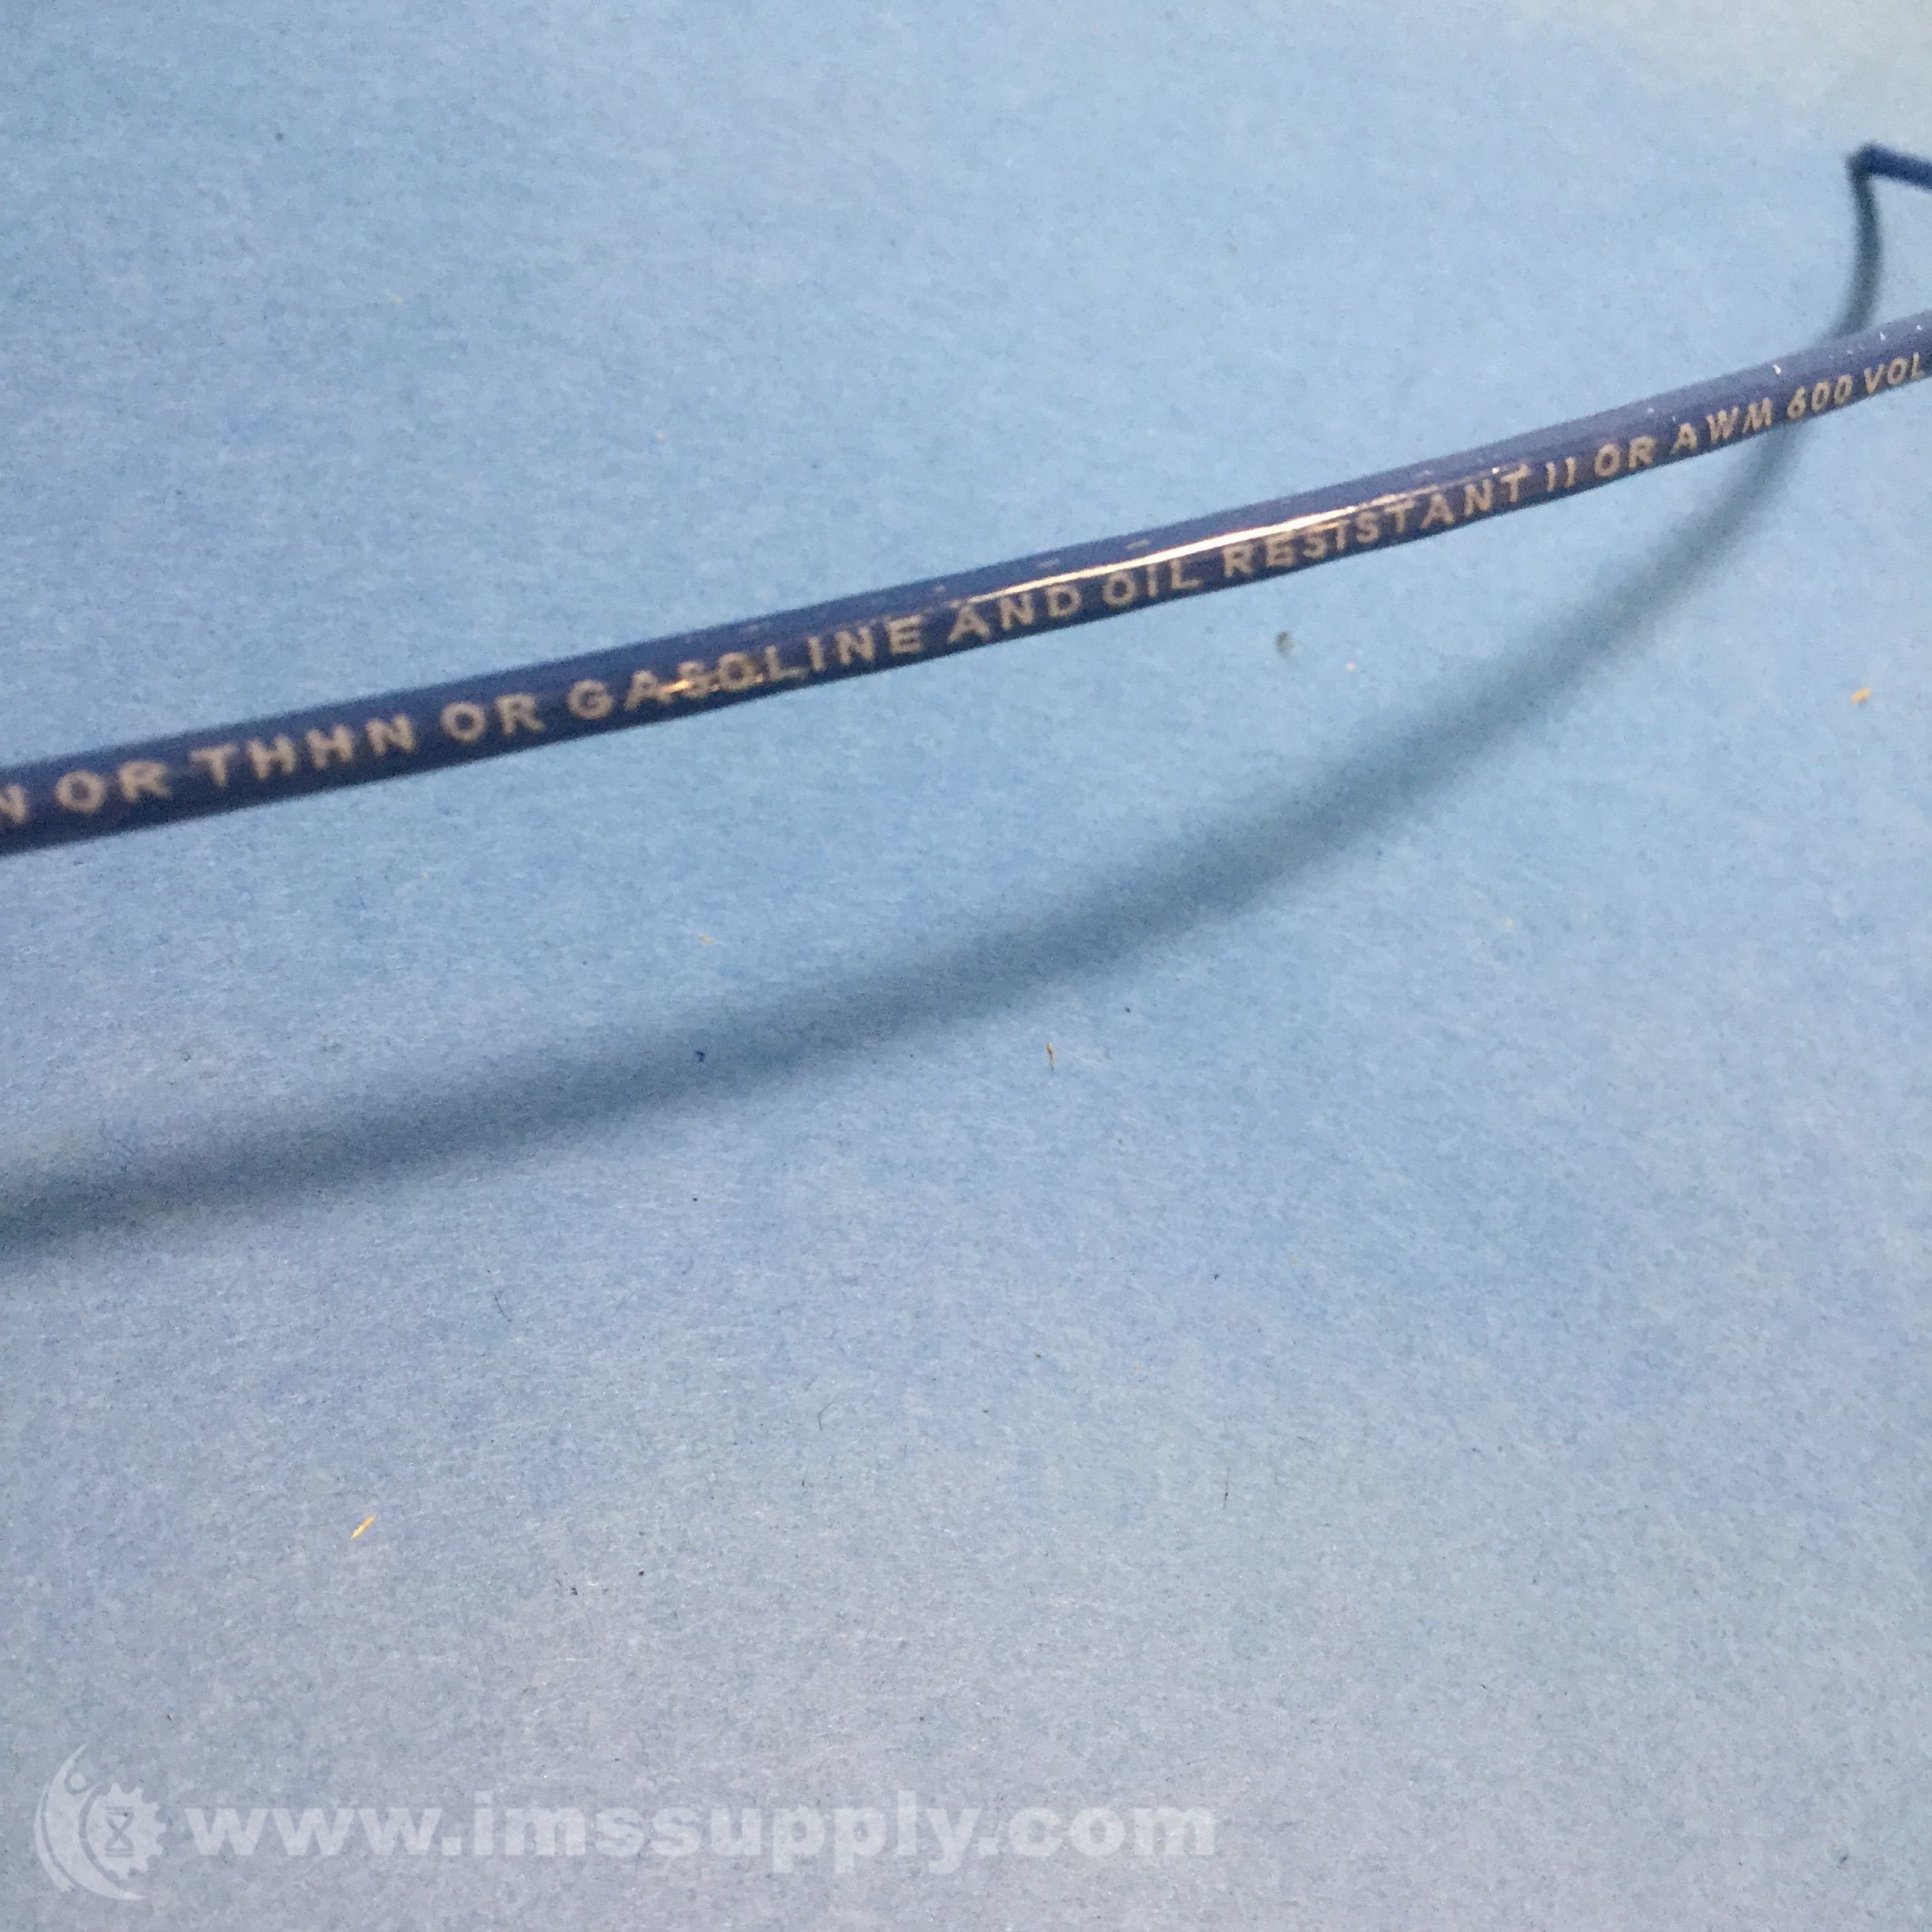 N OR THHN OR GASOLINE AND OIL RESISTANT II OR AWM 600 VOL
www.imssupply.com